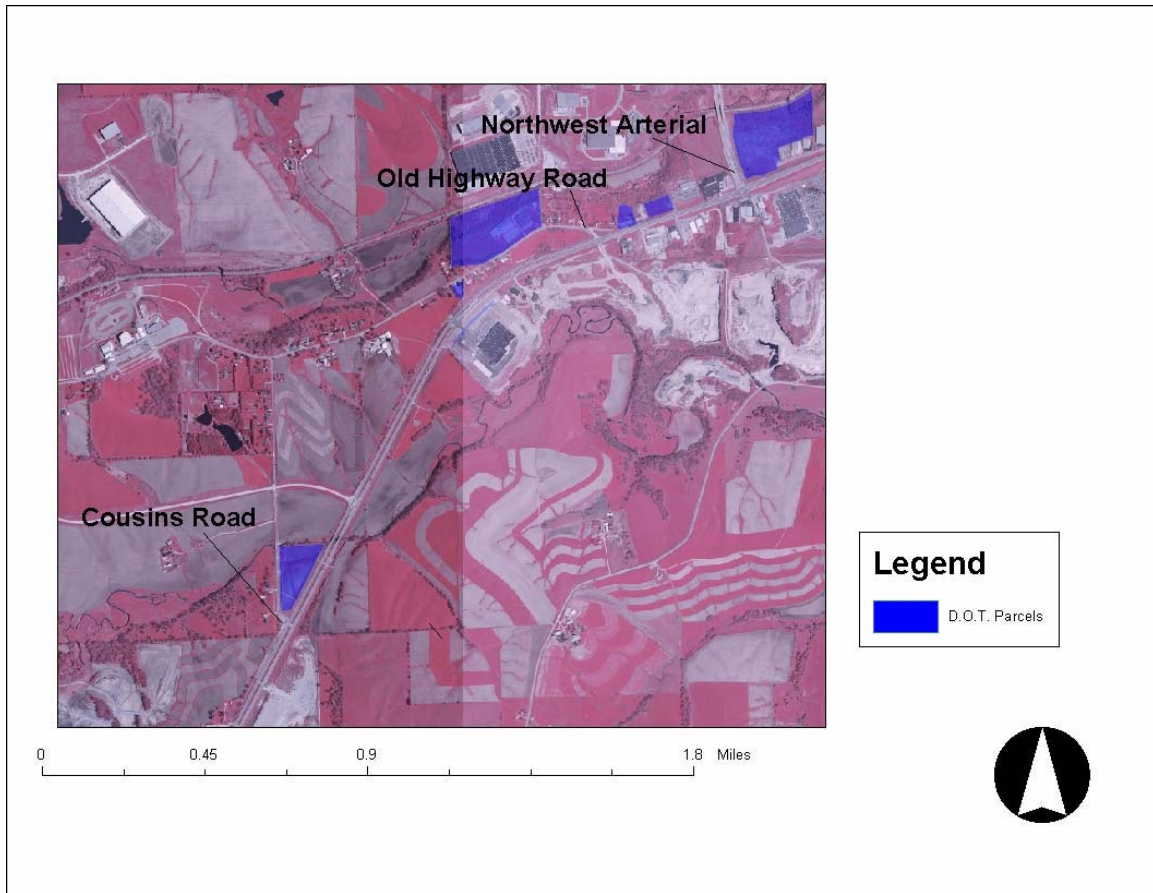 Northwest Arterial
Old Highway Road
Cousins Road
Legend
D.O.T. Parcels
0 0.45 0.9 1.8 Miles